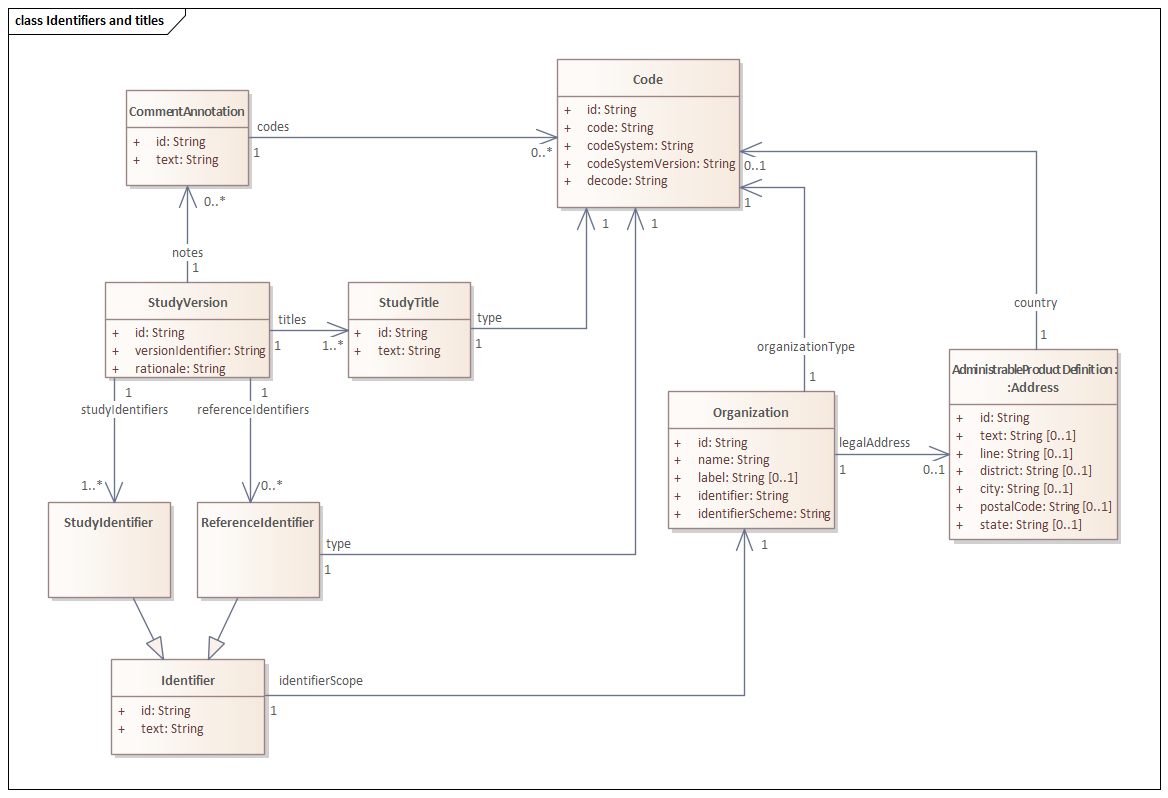 class Identifiers and titles
CommentAnnotation
+ id: String
+ text: String
codes
1
0..*
Code
+ id: String
+ code: String
+ codeSystem: String
+ codeSystemVersion: String
+ decode: String
0..1
1
1
1
0..*
notes
1
StudyVersion
+ id: String
+ versionIdentifier: String
+ rationale: String
titles
1
1..*
StudyTitle
+ id: String
+ text: String
type
1
country
1
organizationType
1
AdministrableProductDefinition:
:Address
+ id: String
+ text: String [0..1]
+ line: String [0..1]
+ district: String [0..1]
+ city: String [0..1]
+ postalCode: String [0..1]
+ state: String [0..1]
1
studyIdentifiers
1..*
1
referenceIdentifiers
0..*
Organization
+ id: String
+ name: String
+ label: String [0..1]
+ identifier: String
+ identifierScheme: String
legalAddress
1
0..1
StudyIdentifier
ReferenceIdentifier
type
1
1
Identifier
+ id: String
+ text: String
identifierScope
1